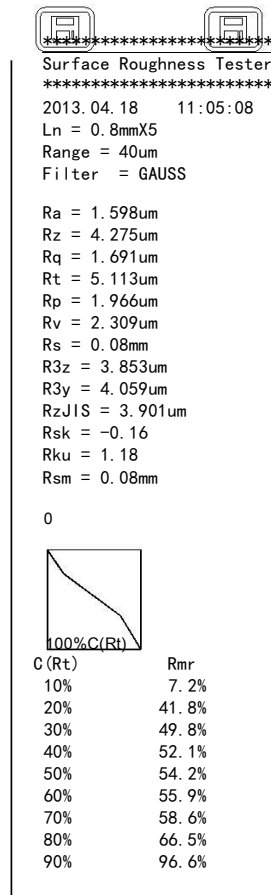 **************************
Surface Roughness Tester
**************************
2013.04.18 11:05:08
Ln = 0.8mmX5
Range = 40um
Filter = GAUSS
Ra = 1.598um
Rz = 4.275um
Rq = 1.691um
Rt = 5.113um
Rp = 1.966um
Rv = 2.309um
Rs = 0.08mm
R3z = 3.853um
R3y = 4.059um
RzJIS = 3.901um
Rsk = -0.16
Rku = 1.18
Rsm = 0.08mm
0
100%C(Rt)
C(Rt) Rmr
10% 7.2%
20% 41.8%
30% 49.8%
40% 52.1%
50% 54.2%
60% 55.9%
70% 58.6%
80% 66.5%
90% 96.6%